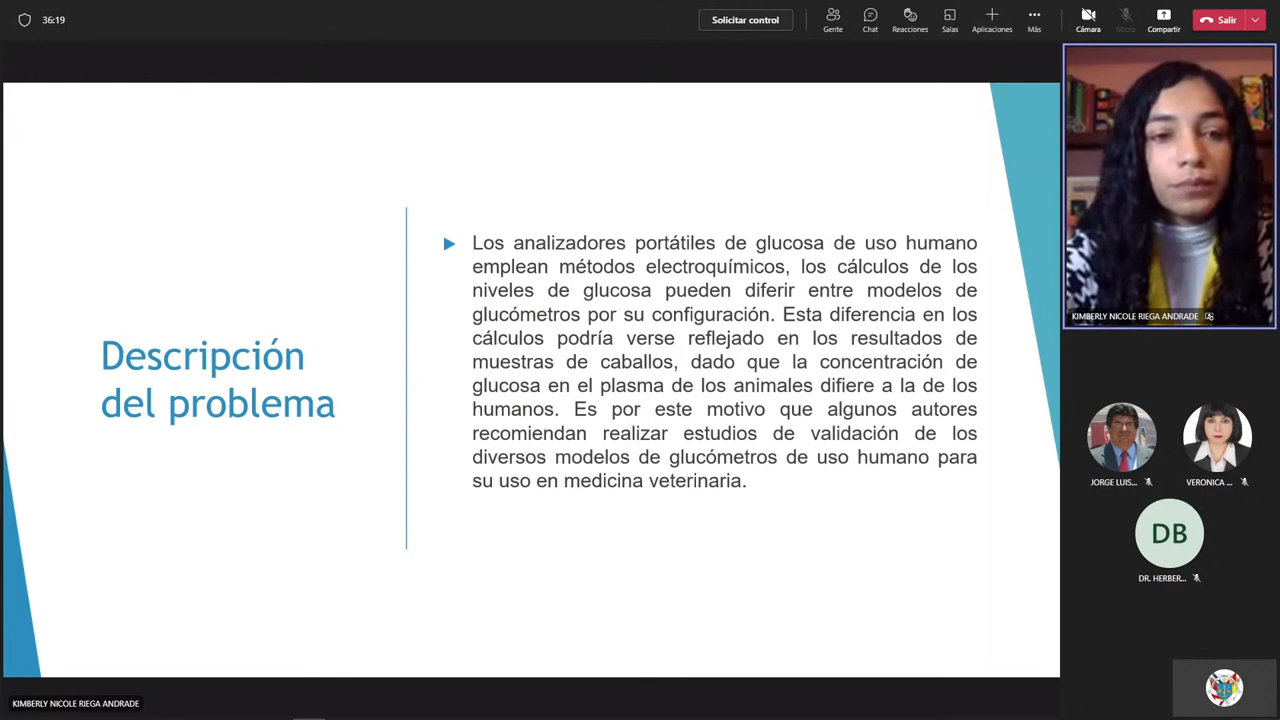 36:19
Solicitar control
Gente
Chat
Reacciones
Salas
Aplicaciones
Más
Cámara
Micro
Compartir
Salir
Descripción
del problema
Los analizadores portátiles de glucosa de uso humano
emplean métodos electroquímicos, los cálculos de los
niveles de glucosa pueden diferir entre modelos de
glucómetros por su configuración. Esta diferencia en los
cálculos podría verse reflejado en los resultados de
muestras de caballos, dado que la concentración de
glucosa en el plasma de los animales difiere a la de los
humanos. Es por este motivo que algunos autores
recomiendan realizar estudios de validación de los
diversos modelos de glucómetros de uso humano para
su uso en medicina veterinaria.
KIMBERLY NICOLE RIEGA ANDRADE
JORGE LUIS...
VERONICA ...
DB
DR. HERBER...
KIMBERLY NICOLE RIEGA ANDRADE